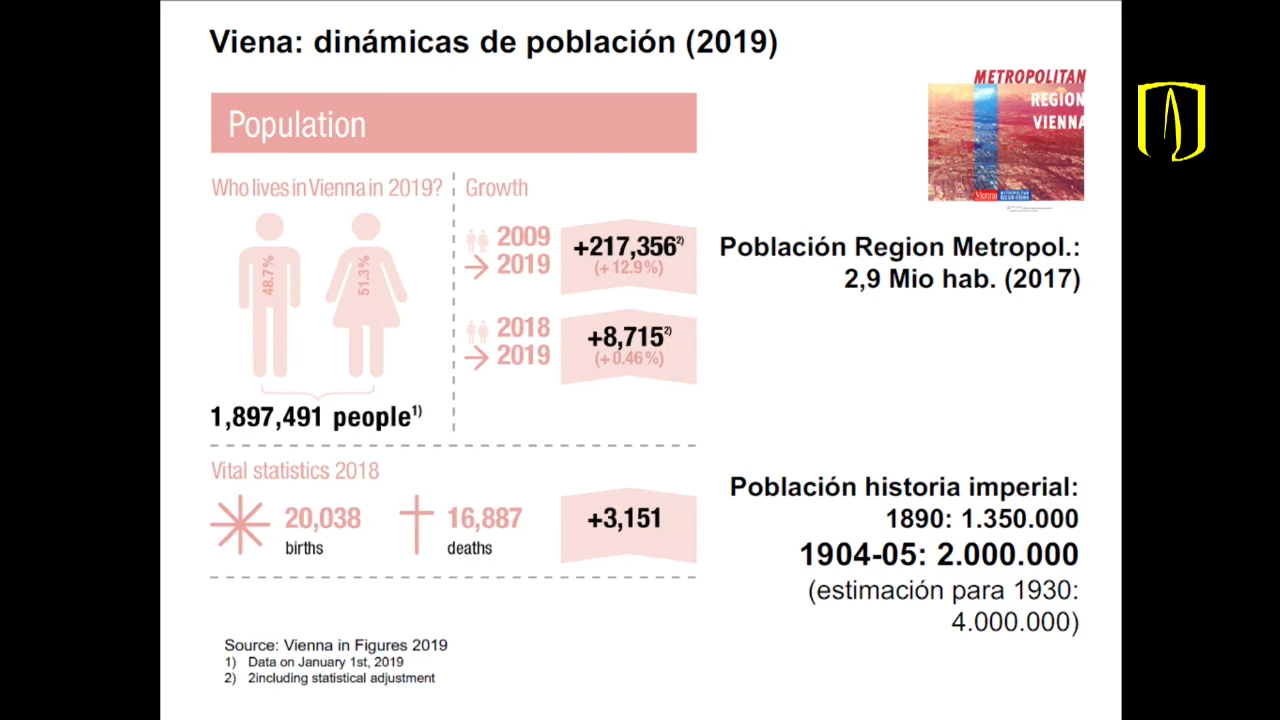 Viena: dinámicas de población (2019)
METROPOLITAN
REGION
VIENNA
Population
Who lives in Vienna in 2019?
48.7%
51.3%
1,897,491 people1)
Growth
2009
→ 2019
+217,356 2)
(+ 12.9%)
2018
→ 2019
+8,715 2)
(+ 0.46%)
Población Region Metropol.:
2,9 Mio hab. (2017)
Vital statistics 2018
20,038
births
16,887
deaths
+3,151
Población historia imperial:
1890: 1.350.000
1904-05: 2.000.000
(estimación para 1930:
4.000.000)
Source: Vienna in Figures 2019
1) Data on January 1st, 2019
2) 2including statistical adjustment